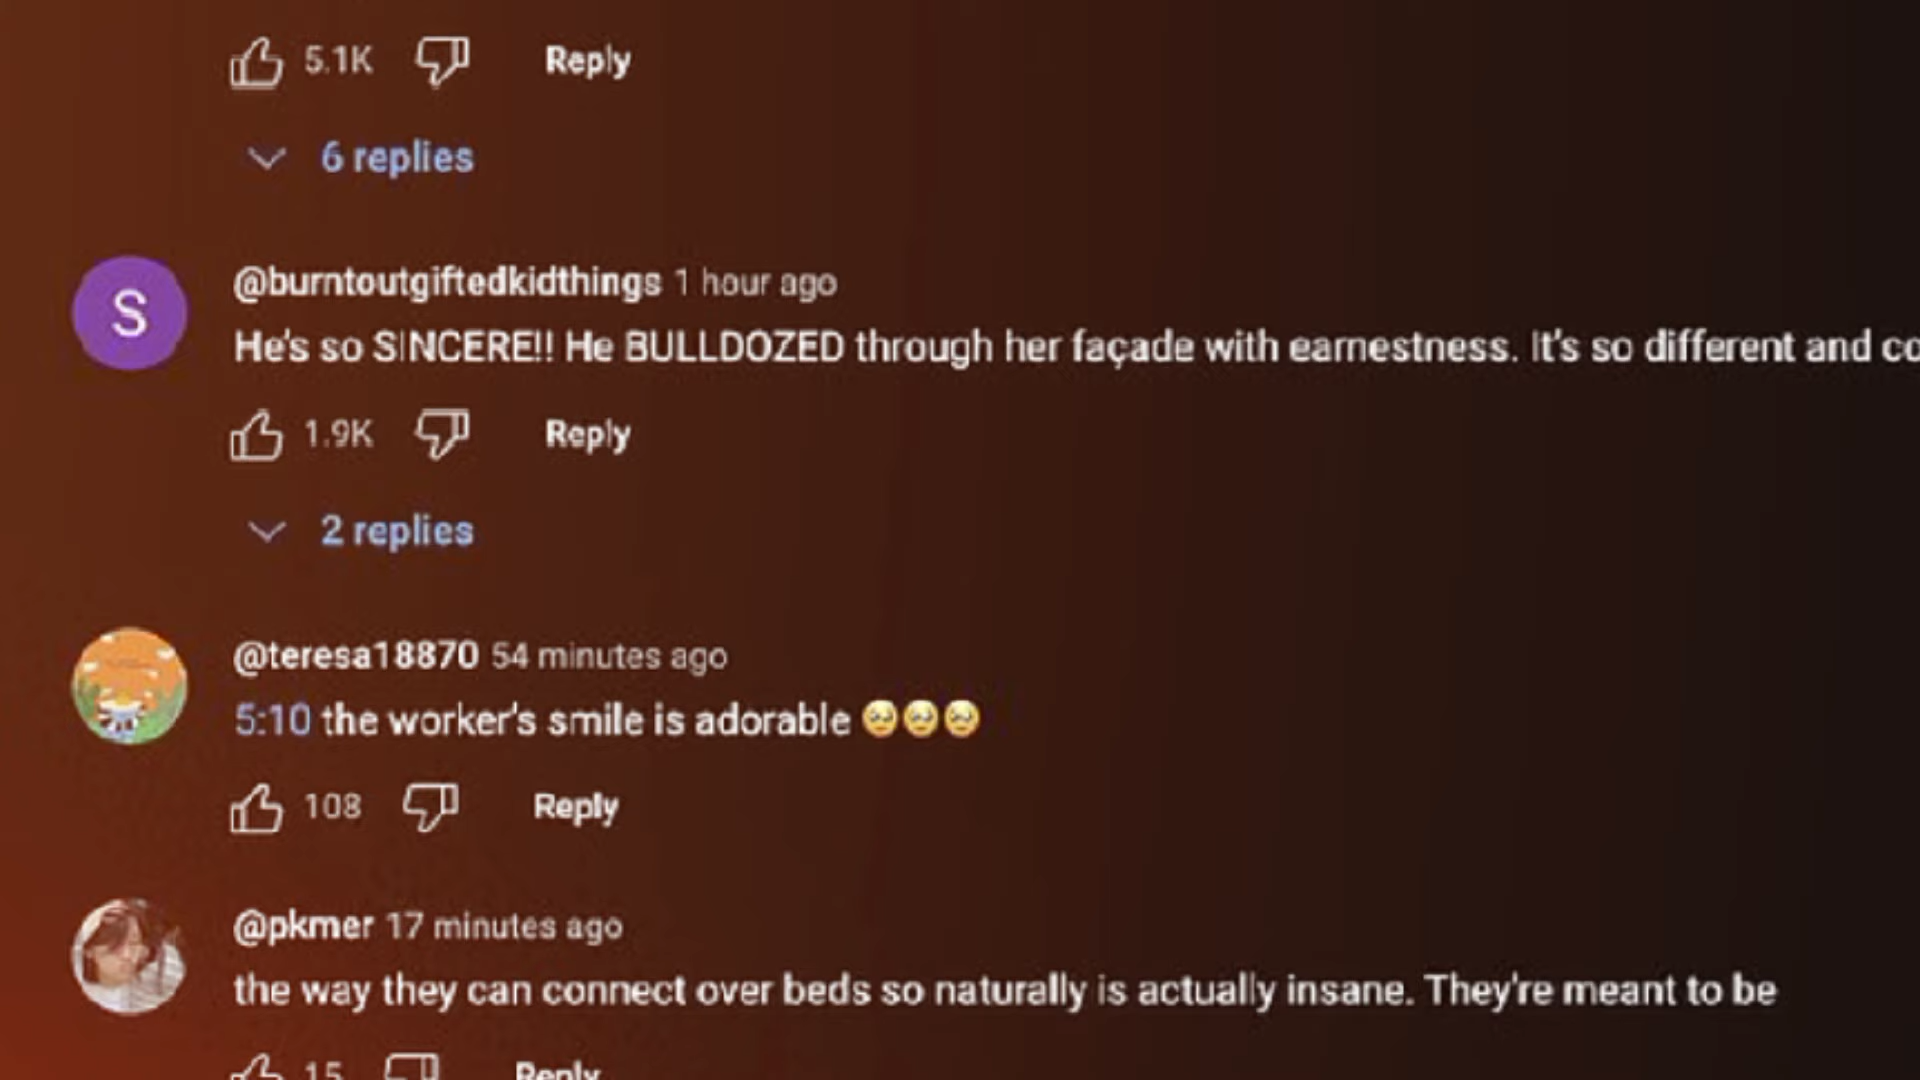 5.1K Reply
6 replies
S
@burntoutgiftedkidthings 1 hour ago
He's so SINCERE!! He BULLDOZED through her façade with earnestness. It's so different and co
1.9K Reply
2 replies
@teresa18870 54 minutes ago
5:10 the worker's smile is adorable 🥹🥹🥹
108 Reply
@pkmer 17 minutes ago
the way they can connect over beds so naturally is actually insane. They're meant to be
15 Reply